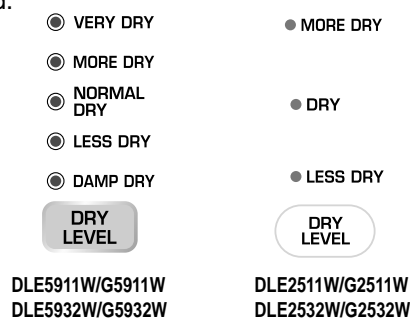 d.
VERY DRY
MORE DRY
NORMAL
DRY
LESS DRY
DAMP DRY
DRY
LEVEL
DLE5911W/G5911W
DLE5932W/G5932W
MORE DRY
DRY
LESS DRY
DRY
LEVEL
DLE2511W/G2511W
DLE2532W/G2532W